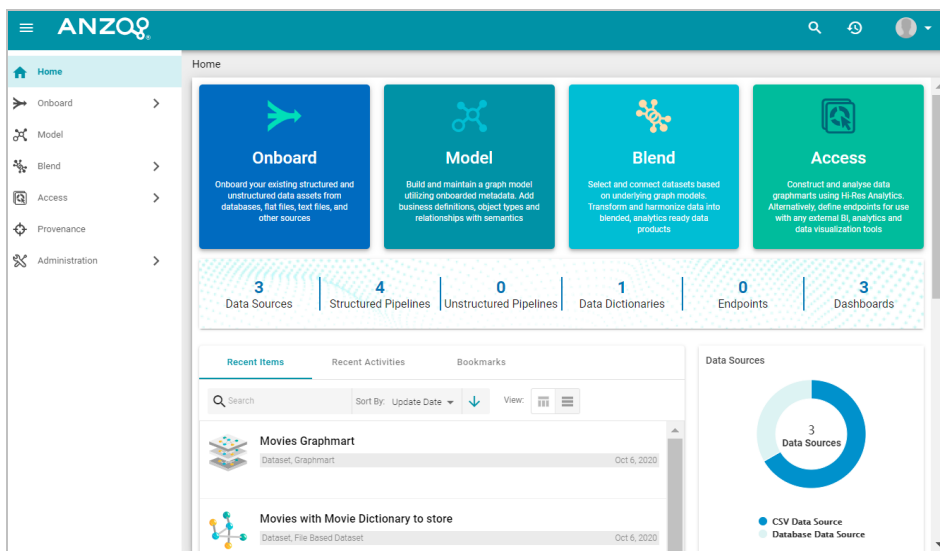 ANZO®
Home
Onboard
Model
Blend
Access
Provenance
Administration
Home
Onboard
Onboard your existing structured and
unstructured data assets from
databases, flat files, text files, and
other sources
Model
Build and maintain a graph model
utilizing onboarded metadata. Add
business definitions, object types and
relationships with semantics
Blend
Select and connect datasets based
on underlying graph models.
Transform and harmonize data into
blended, analytics ready data
products
Access
Construct and analyse data
graphmarts using Hi-Res Analytics.
Alternatively, define endpoints for use
with any external BI, analytics and
data visualization tools
3
Data Sources
4
Structured Pipelines
0
Unstructured Pipelines
1
Data Dictionaries
0
Endpoints
3
Dashboards
Recent Items Recent Activities Bookmarks
Search Sort By: Update Date View:
Movies Graphmart
Dataset, Graphmart Oct 6, 2020
Movies with Movie Dictionary to store
Dataset, File Based Dataset Oct 6, 2020
Data Sources
3
Data Sources
CSV Data Source
Database Data Source